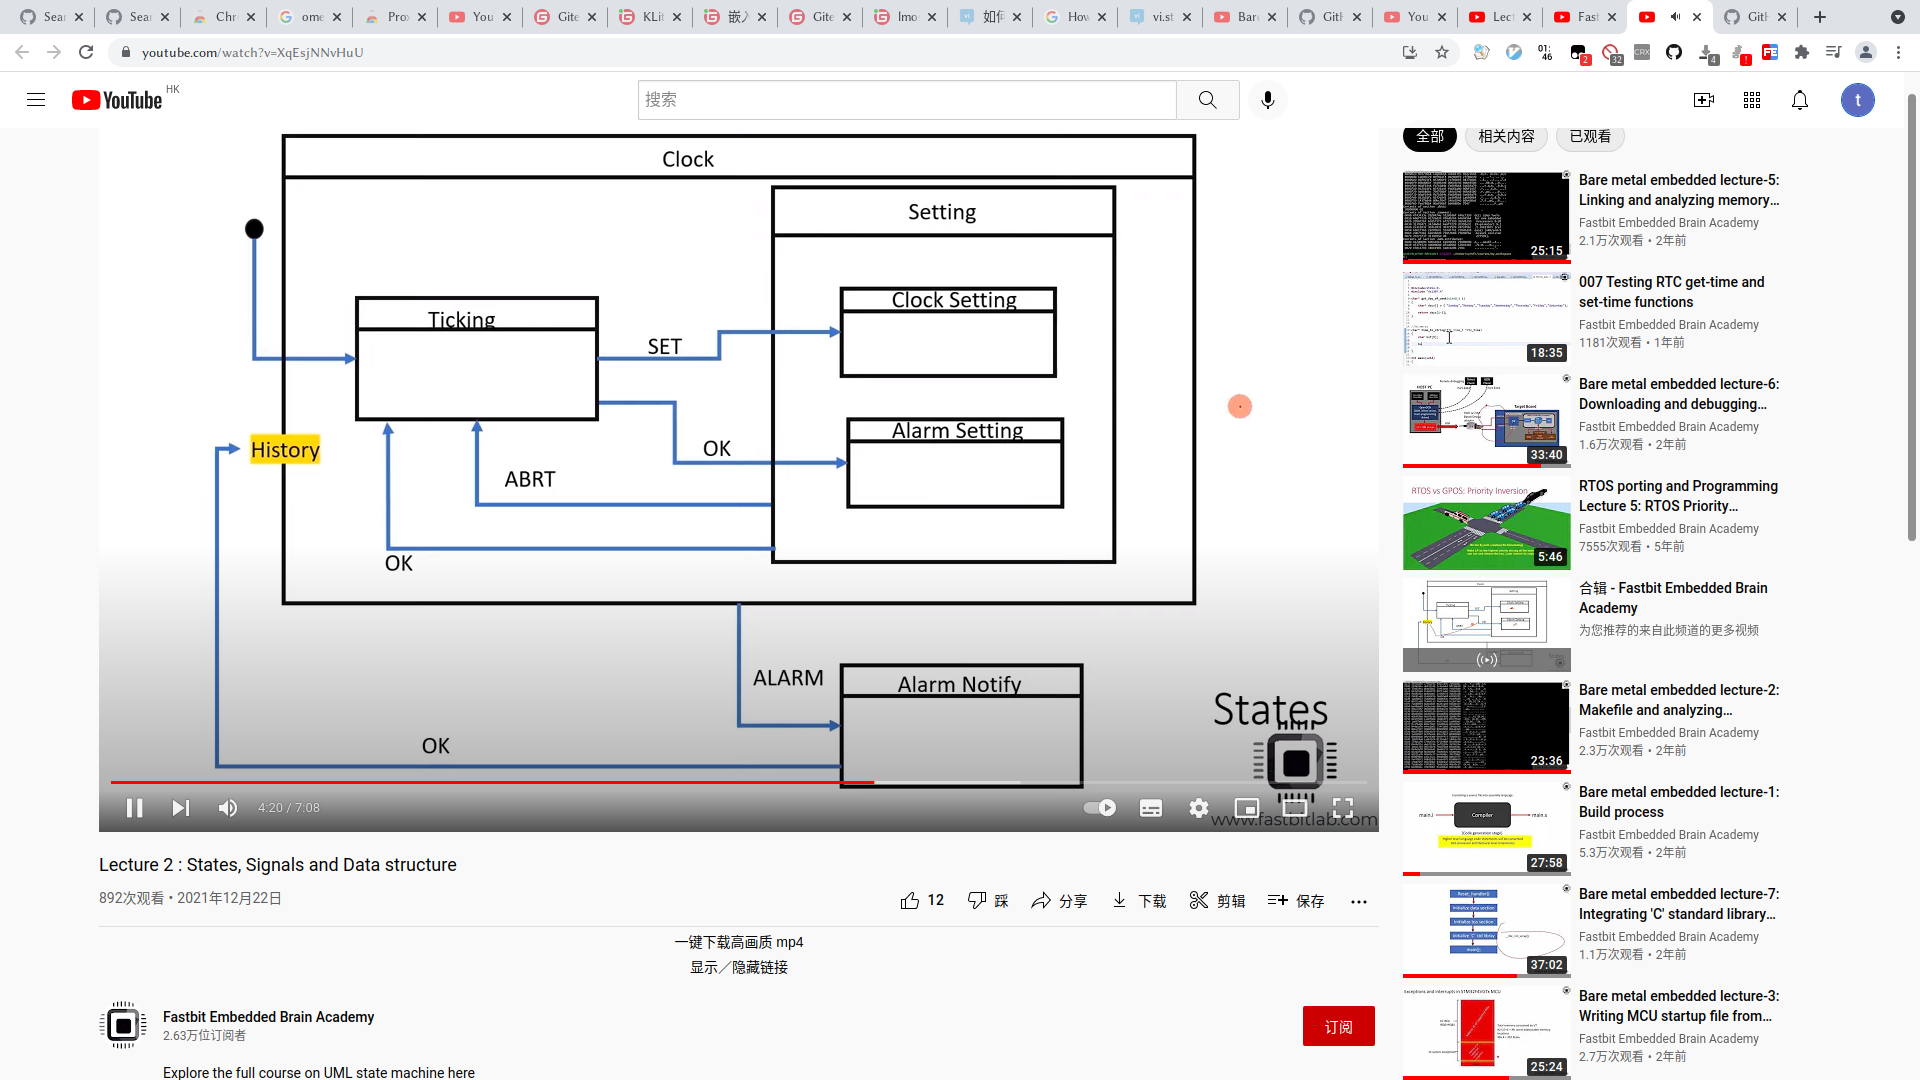 Sear
Sear
Chr
ome
Prox
You
Gite
KLit
嵌入
Gite
Imo
如何
How
vi.st
Bare
GitH
You
Lect
Fast
GitH
youtube.com/watch?v=XqEsjNNvHuU
01:
46
2
32
CRX
4
YouTube HK
搜索
t
全部
相关内容
已观看
Clock
Setting
Clock Setting
Ticking
SET
Alarm Setting
OK
History
ABRT
OK
ALARM
Alarm Notify
States
OK
www.fastbitlab.com
4:20 / 7:08
Lecture 2 : States, Signals and Data structure
892次观看 • 2021年12月22日
12
踩
分享
下载
剪辑
保存
一键下载高画质 mp4
显示／隐藏链接
Fastbit Embedded Brain Academy
2.63万位订阅者
订阅
Explore the full course on UML state machine here
Bare metal embedded lecture-5:
Linking and analyzing memory...
Fastbit Embedded Brain Academy
2.1万次观看 • 2年前
25:15
007 Testing RTC get-time and
set-time functions
Fastbit Embedded Brain Academy
1181次观看 • 1年前
18:35
Bare metal embedded lecture-6:
Downloading and debugging...
Fastbit Embedded Brain Academy
1.6万次观看 • 2年前
33:40
RTOS vs GPOS: Priority Inversion
RTOS porting and Programming
Lecture 5: RTOS Priority...
Fastbit Embedded Brain Academy
7555次观看 • 5年前
5:46
合辑 - Fastbit Embedded Brain
Academy
为您推荐的来自此频道的更多视频
Bare metal embedded lecture-2:
Makefile and analyzing...
Fastbit Embedded Brain Academy
2.3万次观看 • 2年前
23:36
main.i
Compiler
main.s
Bare metal embedded lecture-1:
Build process
Fastbit Embedded Brain Academy
5.3万次观看 • 2年前
27:58
Bare metal embedded lecture-7:
Integrating 'C' standard library...
Fastbit Embedded Brain Academy
1.1万次观看 • 2年前
37:02
Bare metal embedded lecture-3:
Writing MCU startup file from...
Fastbit Embedded Brain Academy
2.7万次观看 • 2年前
25:24